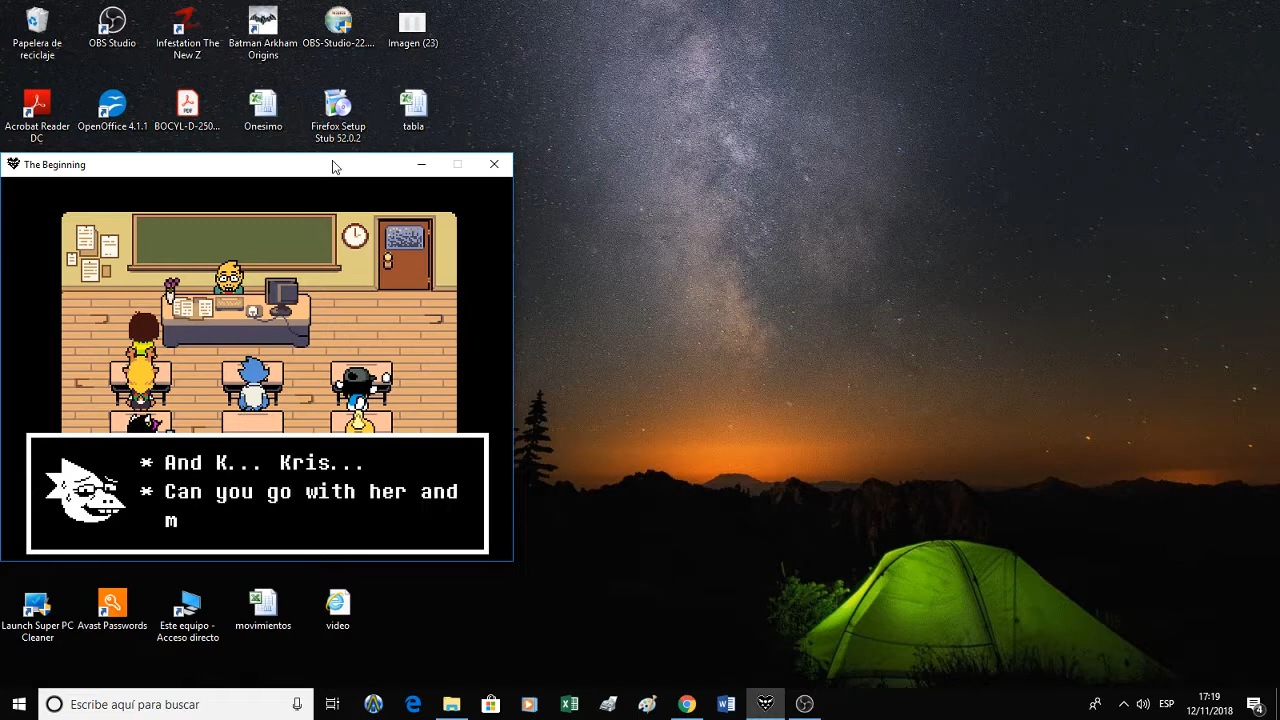 Papelera de
reciclaje
OBS Studio
Infestation The
New Z
Batman Arkham
Origins
OBS-Studio-22....
Imagen (23)
Acrobat Reader
DC
OpenOffice 4.1.1
BOCYL-D-250...
Onesimo
Firefox Setup
Stub 52.0.2
tabla
The Beginning
* And K... Kris...
* Can you go with her and
m
Launch Super PC
Cleaner
Avast Passwords
Este equipo -
Acceso directo
movimientos
video
Escribe aquí para buscar
ESP
17:19
12/11/2018
4